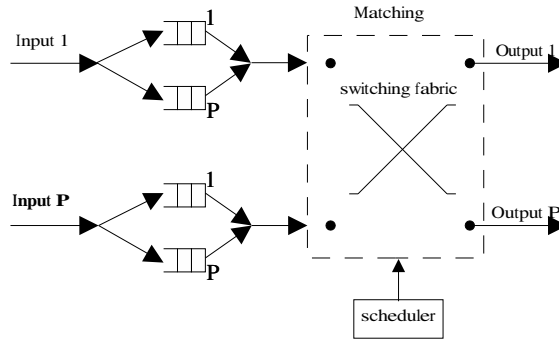 Matching
Input 1
1
P
Output 1
switching fabric
Input P
1
P
Output P
scheduler